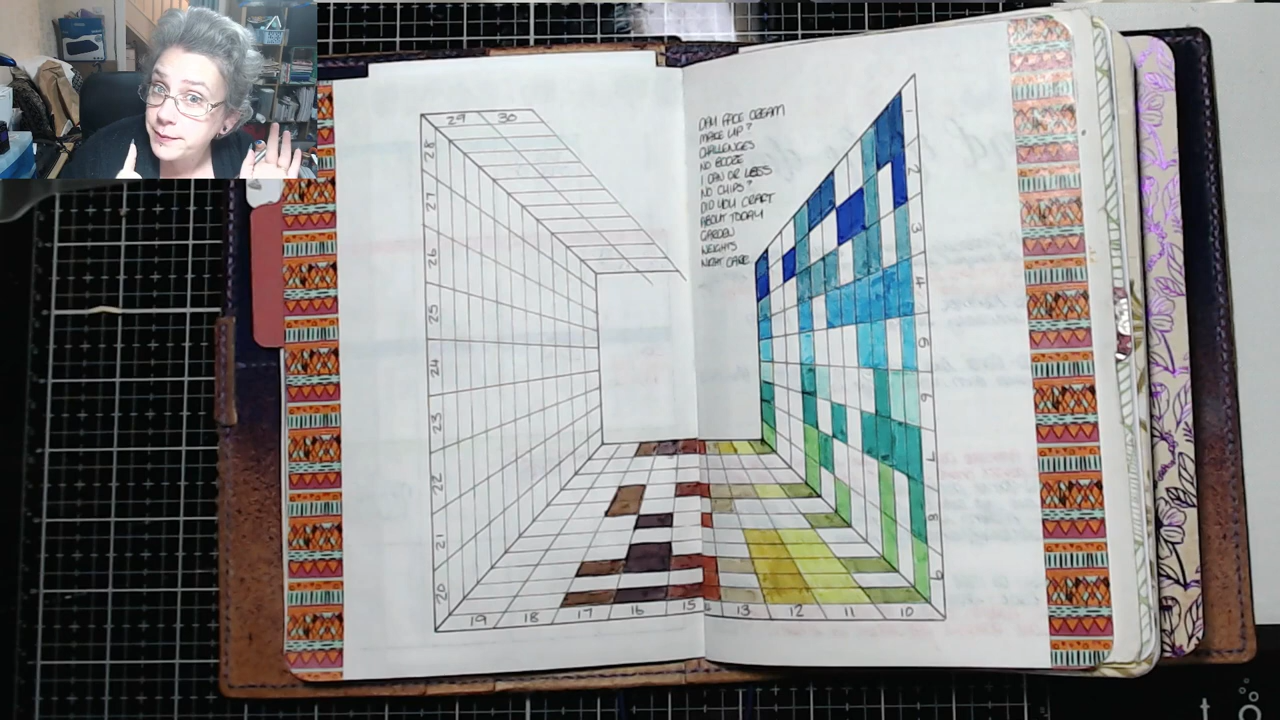 29 30
28
27
26
25
24
23
22
21
20
19 18 17 16 15 13 12 11 10
DAY FACE CREAM
MAKE UP?
CHALLENGES
NO BOOZE
1 CAN OR LESS
NO CHIPS?
DID YOU CRAFT
ABOUT TODAY
GARDEN
WEIGHTS
NIGHT CARE
1
2
3
4
5
6
7
8
9